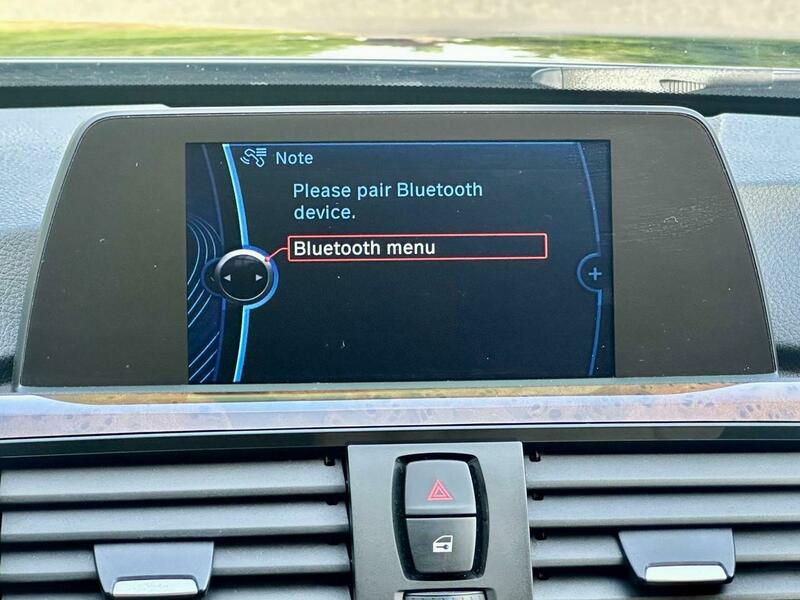 Note
Please pair Bluetooth
device.
Bluetooth menu